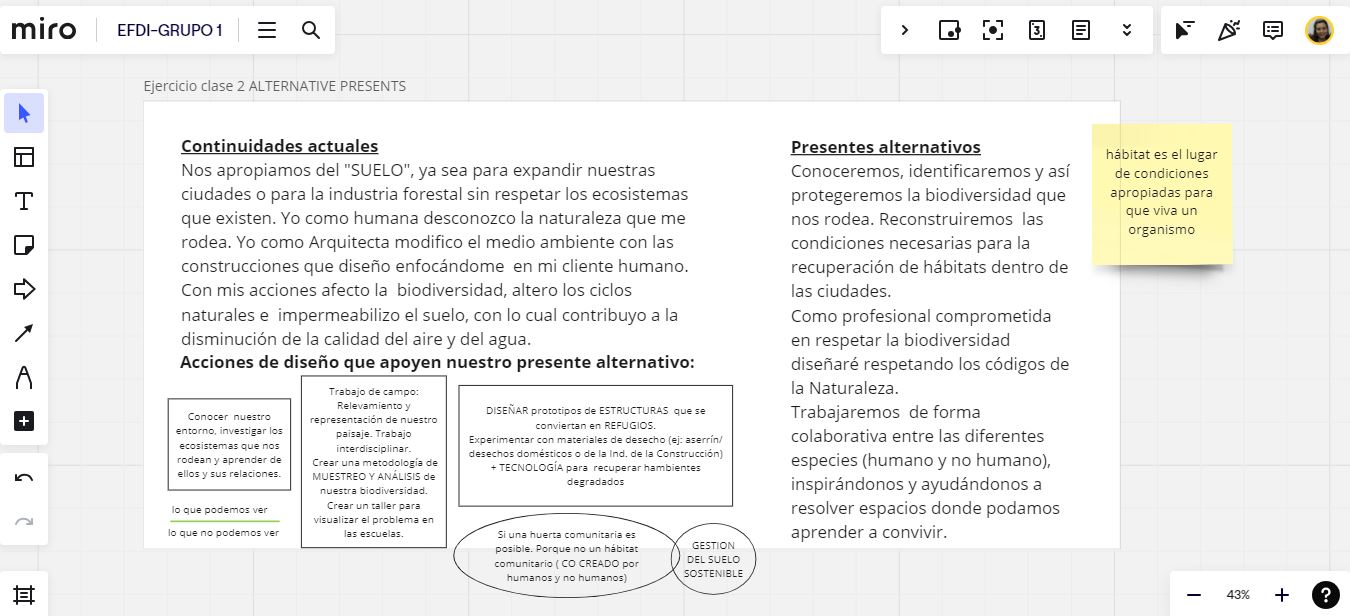 miro
EFDI-GRUPO 1
3
Ejercicio clase 2 ALTERNATIVE PRESENTS
Continuidades actuales
Nos apropiamos del "SUELO", ya sea para expandir nuestras
ciudades o para la industria forestal sin respetar los ecosistemas
que existen. Yo como humana desconozco la naturaleza que me
rodea. Yo como Arquitecta modifico el medio ambiente con las
construcciones que diseño enfocándome  en mi cliente humano.
Con mis acciones afecto la  biodiversidad, altero los ciclos
naturales e  impermeabilizo el suelo, con lo cual contribuyo a la
disminución de la calidad del aire y del agua.
Acciones de diseño que apoyen nuestro presente alternativo:
Conocer  nuestro
entorno, investigar los
ecosistemas que nos
rodean y aprender de
ellos y sus relaciones.
lo que podemos ver
lo que no podemos ver
Trabajo de campo:
Relevamiento y
representación de nuestro
paisaje. Trabajo
interdisciplinar.
Crear una metodología de
MUESTREO Y ANÁLISIS de
nuestra biodiversidad.
Crear un taller para
visualizar el problema en
las escuelas.
DISEÑAR prototipos de ESTRUCTURAS  que se
conviertan en REFUGIOS.
Experimentar con materiales de desecho (ej: aserrín/
desechos domésticos o de la Ind. de la Construcción)
+ TECNOLOGÍA para  recuperar hambientes
degradados
Si una huerta comunitaria es
posible. Porque no un hábitat
comunitario ( CO CREADO por
humanos y no humanos)
GESTION
DEL SUELO
SOSTENIBLE
Presentes alternativos
Conoceremos, identificaremos y así
protegeremos la biodiversidad que
nos rodea. Reconstruiremos  las
condiciones necesarias para la
recuperación de hábitats dentro de
las ciudades.
Como profesional comprometida
en respetar la biodiversidad
diseñaré respetando los códigos de
la Naturaleza.
Trabajaremos  de forma
colaborativa entre las diferentes
especies (humano y no humano),
inspirándonos y ayudándonos a
resolver espacios donde podamos
aprender a convivir.
hábitat es el lugar
de condiciones
apropiadas para
que viva un
organismo
43%